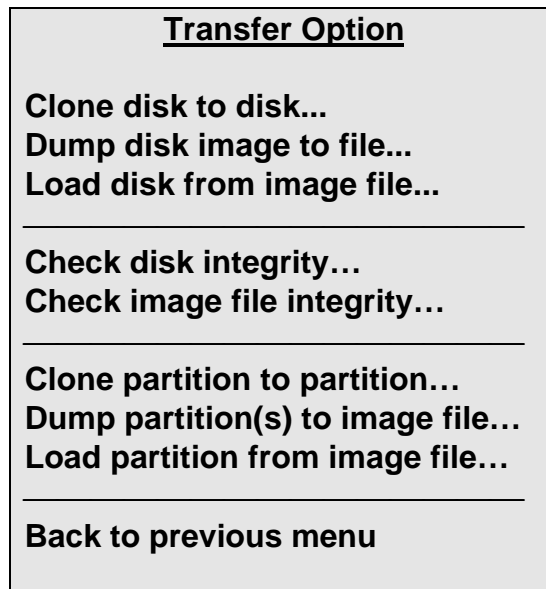 Transfer Option
Clone disk to disk...
Dump disk image to file...
Load disk from image file...
Check disk integrity…
Check image file integrity…
Clone partition to partition…
Dump partition(s) to image file…
Load partition from image file…
Back to previous menu